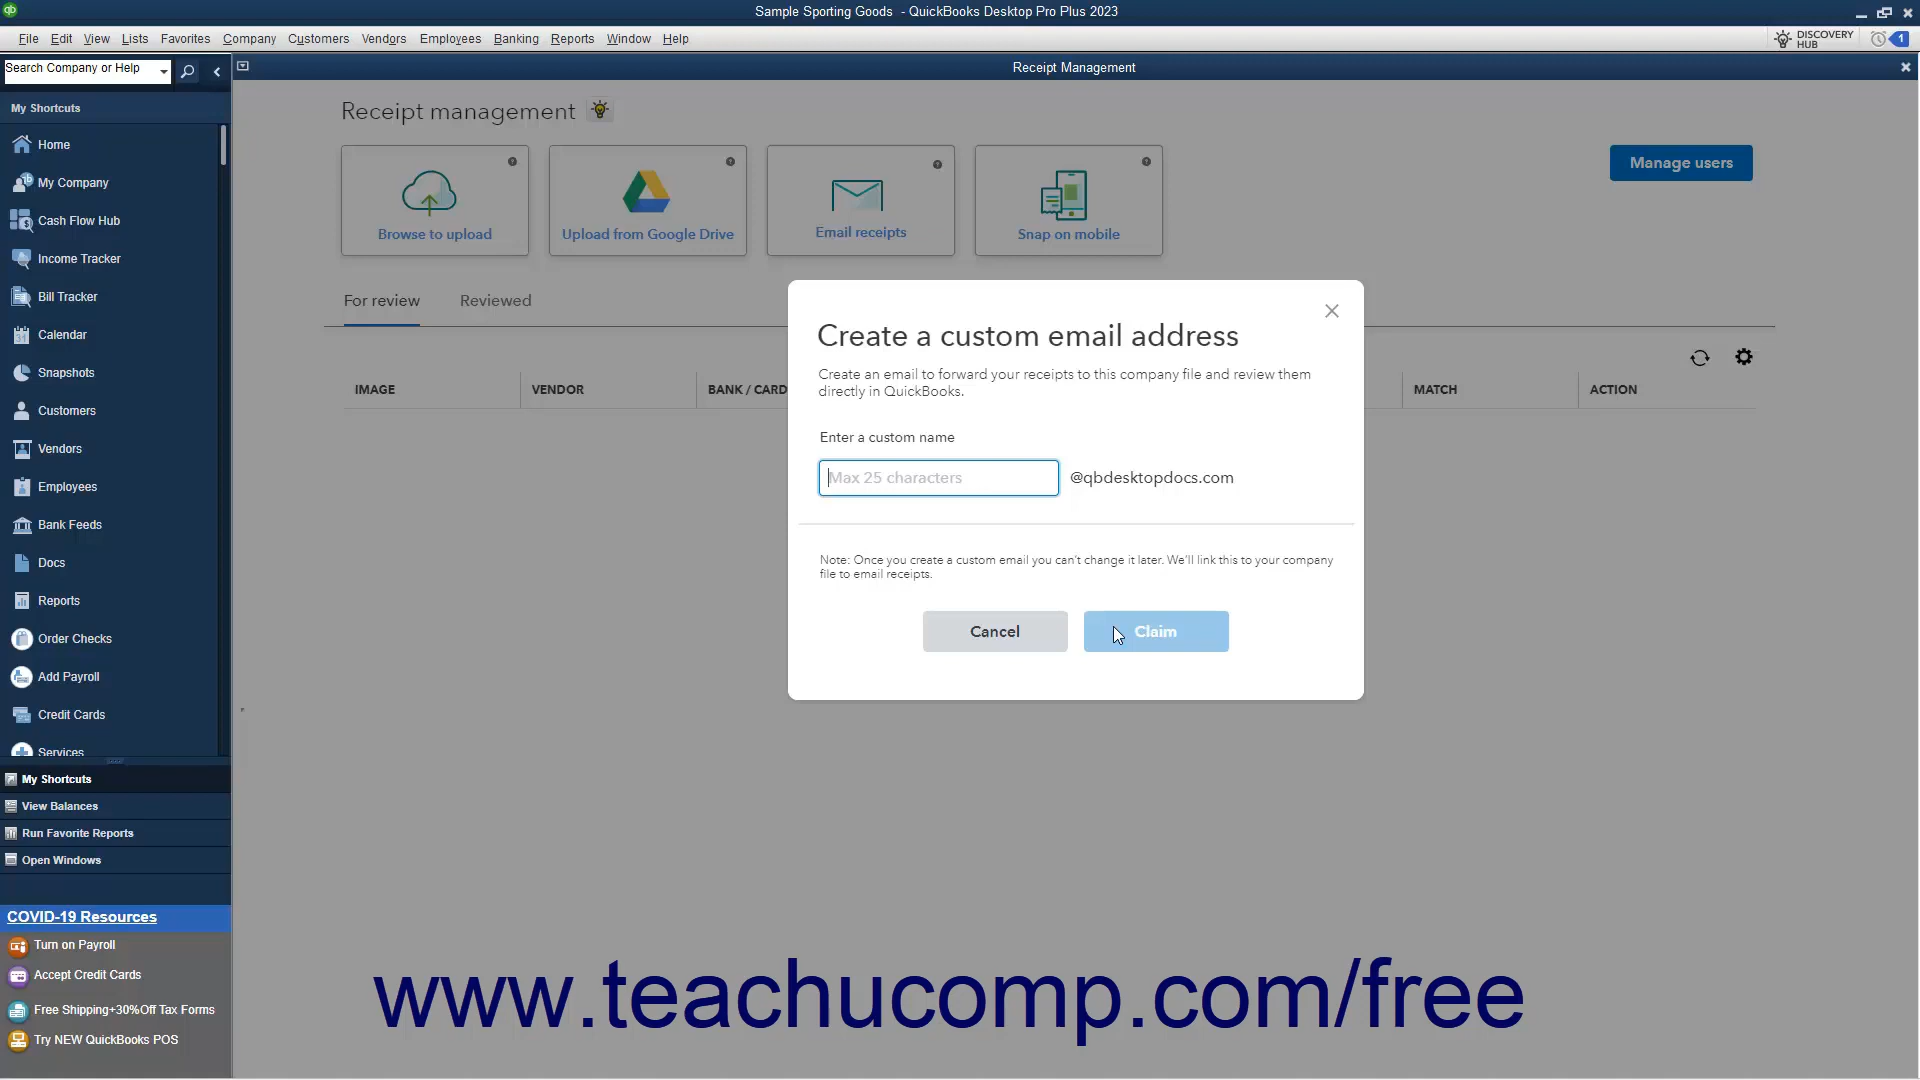 Sample Sporting Goods - QuickBooks Desktop Pro Plus 2023
File Edit View Lists Favorites Company Customers Vendors Employees Banking Reports Window Help
DISCOVERY HUB
1
Search Company or Help
Receipt Management
My Shortcuts
Home
My Company
Cash Flow Hub
Income Tracker
Bill Tracker
Calendar
Snapshots
Customers
Vendors
Employees
Bank Feeds
Docs
Reports
Order Checks
Add Payroll
Credit Cards
Services
My Shortcuts
View Balances
Run Favorite Reports
Open Windows
COVID-19 Resources
Turn on Payroll
Accept Credit Cards
Free Shipping+30%Off Tax Forms
Try NEW QuickBooks POS
Receipt management
Browse to upload
Upload from Google Drive
Email receipts
Snap on mobile
Manage users
For review Reviewed
IMAGE VENDOR BANK / CARD MATCH ACTION
Create a custom email address
Create an email to forward your receipts to this company file and review them
directly in QuickBooks.
Enter a custom name
Max 25 characters @qbdesktopdocs.com
Note: Once you create a custom email you can't change it later. We'll link this to your company
file to email receipts.
Cancel Claim
www.teachucomp.com/free